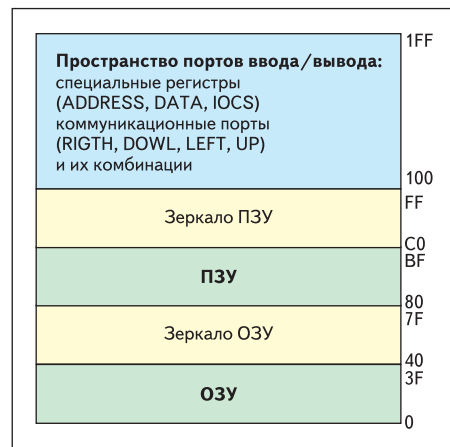 1FF
Пространство портов ввода/вывода:
специальные регистры
(ADDRESS, DATA, IOCS)
коммуникационные порты
(RIGTH, DOWL, LEFT, UP)
и их комбинации
100
FF
Зеркало ПЗУ
C0
BF
ПЗУ
80
7F
Зеркало ОЗУ
40
3F
ОЗУ
0